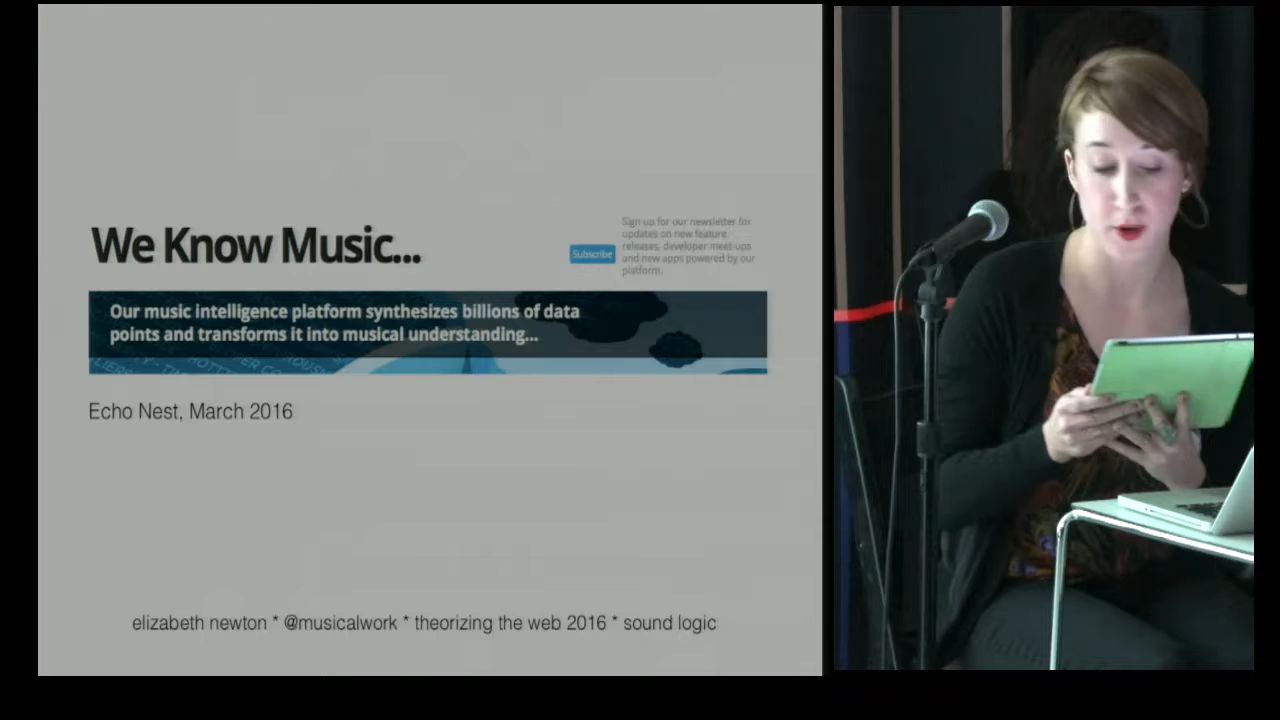 We Know Music...
Subscribe
Sign up for our newsletter for
updates on new feature
releases, developer meet-ups
and new apps powered by our
platform.
Our music intelligence platform synthesizes billions of data
points and transforms it into musical understanding...
Echo Nest, March 2016
elizabeth newton * @musicalwork * theorizing the web 2016 * sound logic